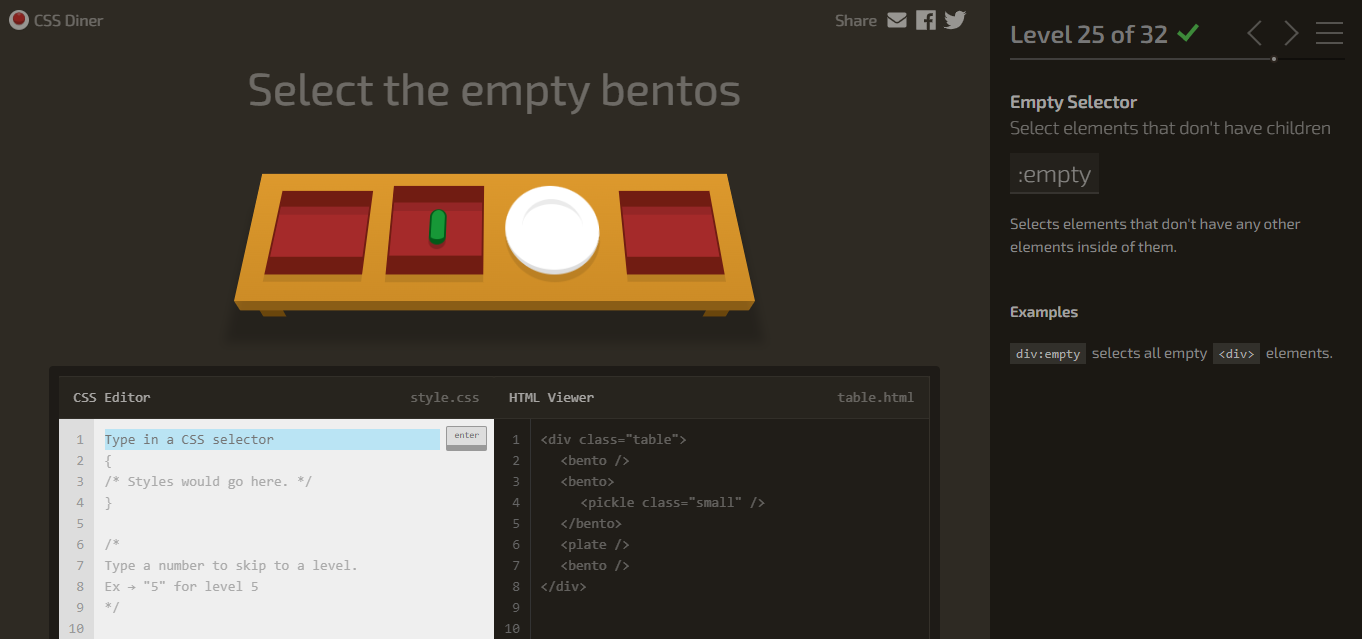 CSS Diner
Share
Select the empty bentos
CSS Editor
style.css
1 Type in a CSS selector
enter
2 {
3 /* Styles would go here. */
4 }
5
6 /*
7 Type a number to skip to a level.
8 Ex → "5" for level 5
9 */
10
HTML Viewer
table.html
1 <div class="table">
2 <bento />
3 <bento>
4 <pickle class="small" />
5 </bento>
6 <plate />
7 <bento />
8 </div>
9
10
Level 25 of 32
Empty Selector
Select elements that don't have children
:empty
Selects elements that don't have any other
elements inside of them.
Examples
div:empty selects all empty <div> elements.